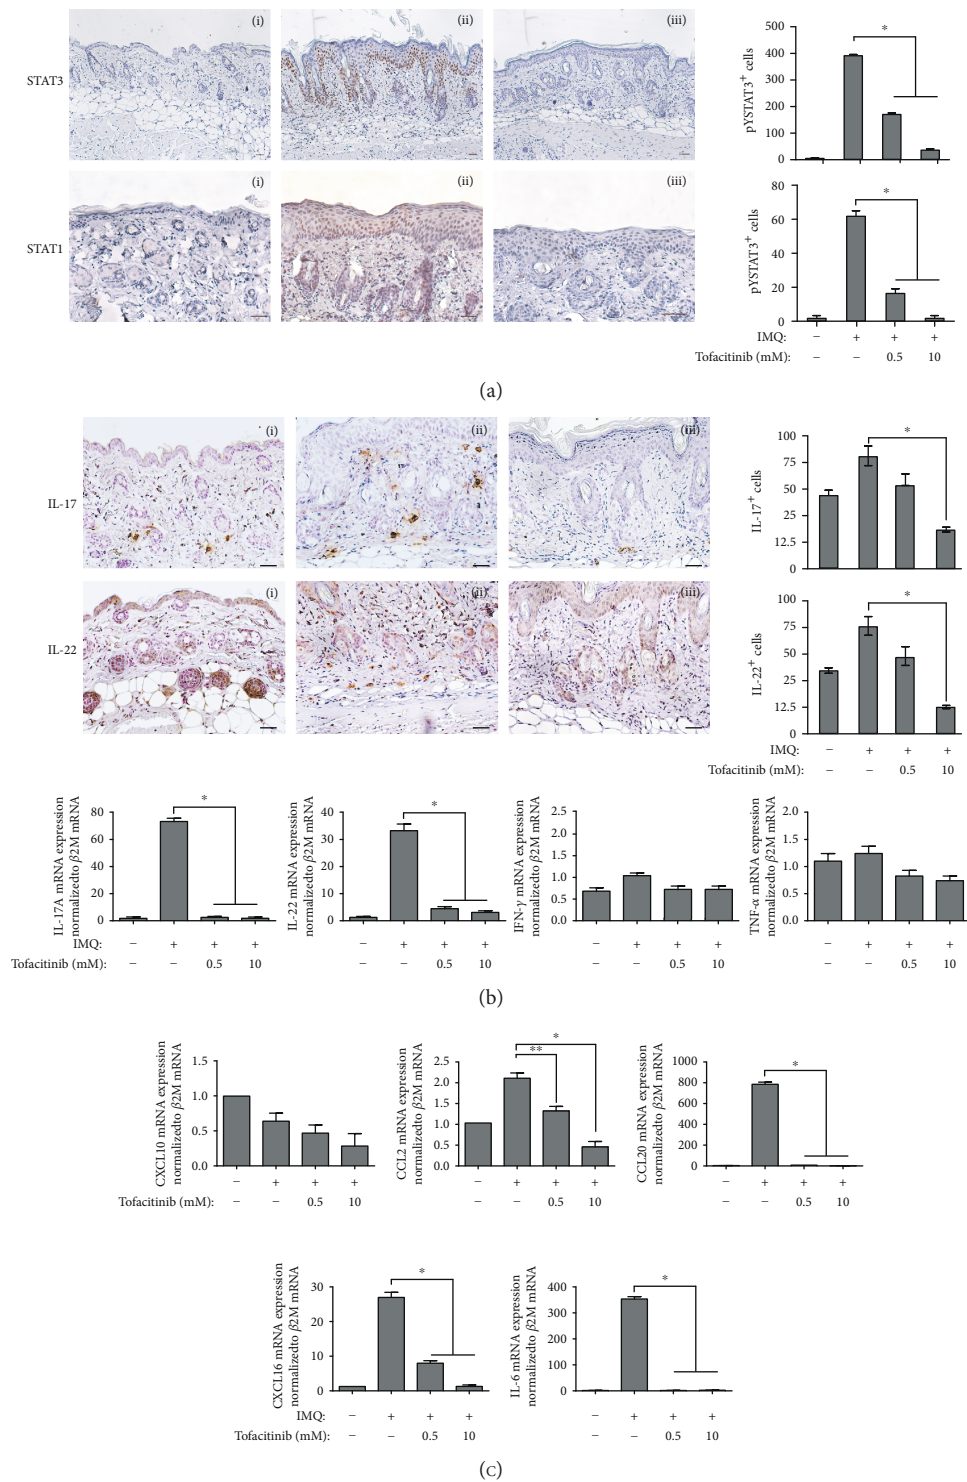 (i)
(ii)
(iii)
STAT3
500
400
300
200
100
0
pYSTAT3+ cells
*
(i)
(ii)
(iii)
STAT1
80
60
40
20
0
pYSTAT3+ cells
*
IMQ: − + + +
Tofacitinib (mM): − − 0.5 10
(a)
(i)
(ii)
(iii)
IL-17
100
75
50
25
12.5
0
IL-17+ cells
*
(i)
(ii)
(iii)
IL-22
100
75
50
25
12.5
0
IL-22+ cells
*
IMQ: − + + +
Tofacitinib (mM): − − 0.5 10
IL-17A mRNA expression
normalizedto β2M mRNA
80
60
40
20
0
*
IMQ: − + + +
Tofacitinib (mM): − − 0.5 10
IL-22 mRNA expression
normalizedto β2M mRNA
40
30
20
10
0
*
− + + +
− − 0.5 10
IFN-γ mRNA expression
normalizedto β2M mRNA
2.5
2.0
1.5
1.0
0.5
0.0
− + + +
− − 0.5 10
TNF-α mRNA expression
normalizedto β2M mRNA
2.0
1.5
1.0
0.5
0.0
− + + +
− − 0.5 10
(b)
CXCL10 mRNA expression
normalizedto β2M mRNA
1.5
1.0
0.5
0.0
− + + +
Tofacitinib (mM): − − 0.5 10
CCL2 mRNA expression
normalizedto β2M mRNA
2.5
2.0
1.5
1.0
0.5
0.0
*
**
− + + +
− − 0.5 10
CCL20 mRNA expression
normalizedto β2M mRNA
1000
800
600
400
200
0
*
− + + +
− − 0.5 10
CXCL16 mRNA expression
normalizedto β2M mRNA
30
20
10
0
*
IMQ: − + + +
Tofacitinib (mM): − − 0.5 10
IL-6 mRNA expression
normalizedto β2M mRNA
400
300
200
100
0
*
− + + +
− − 0.5 10
(c)